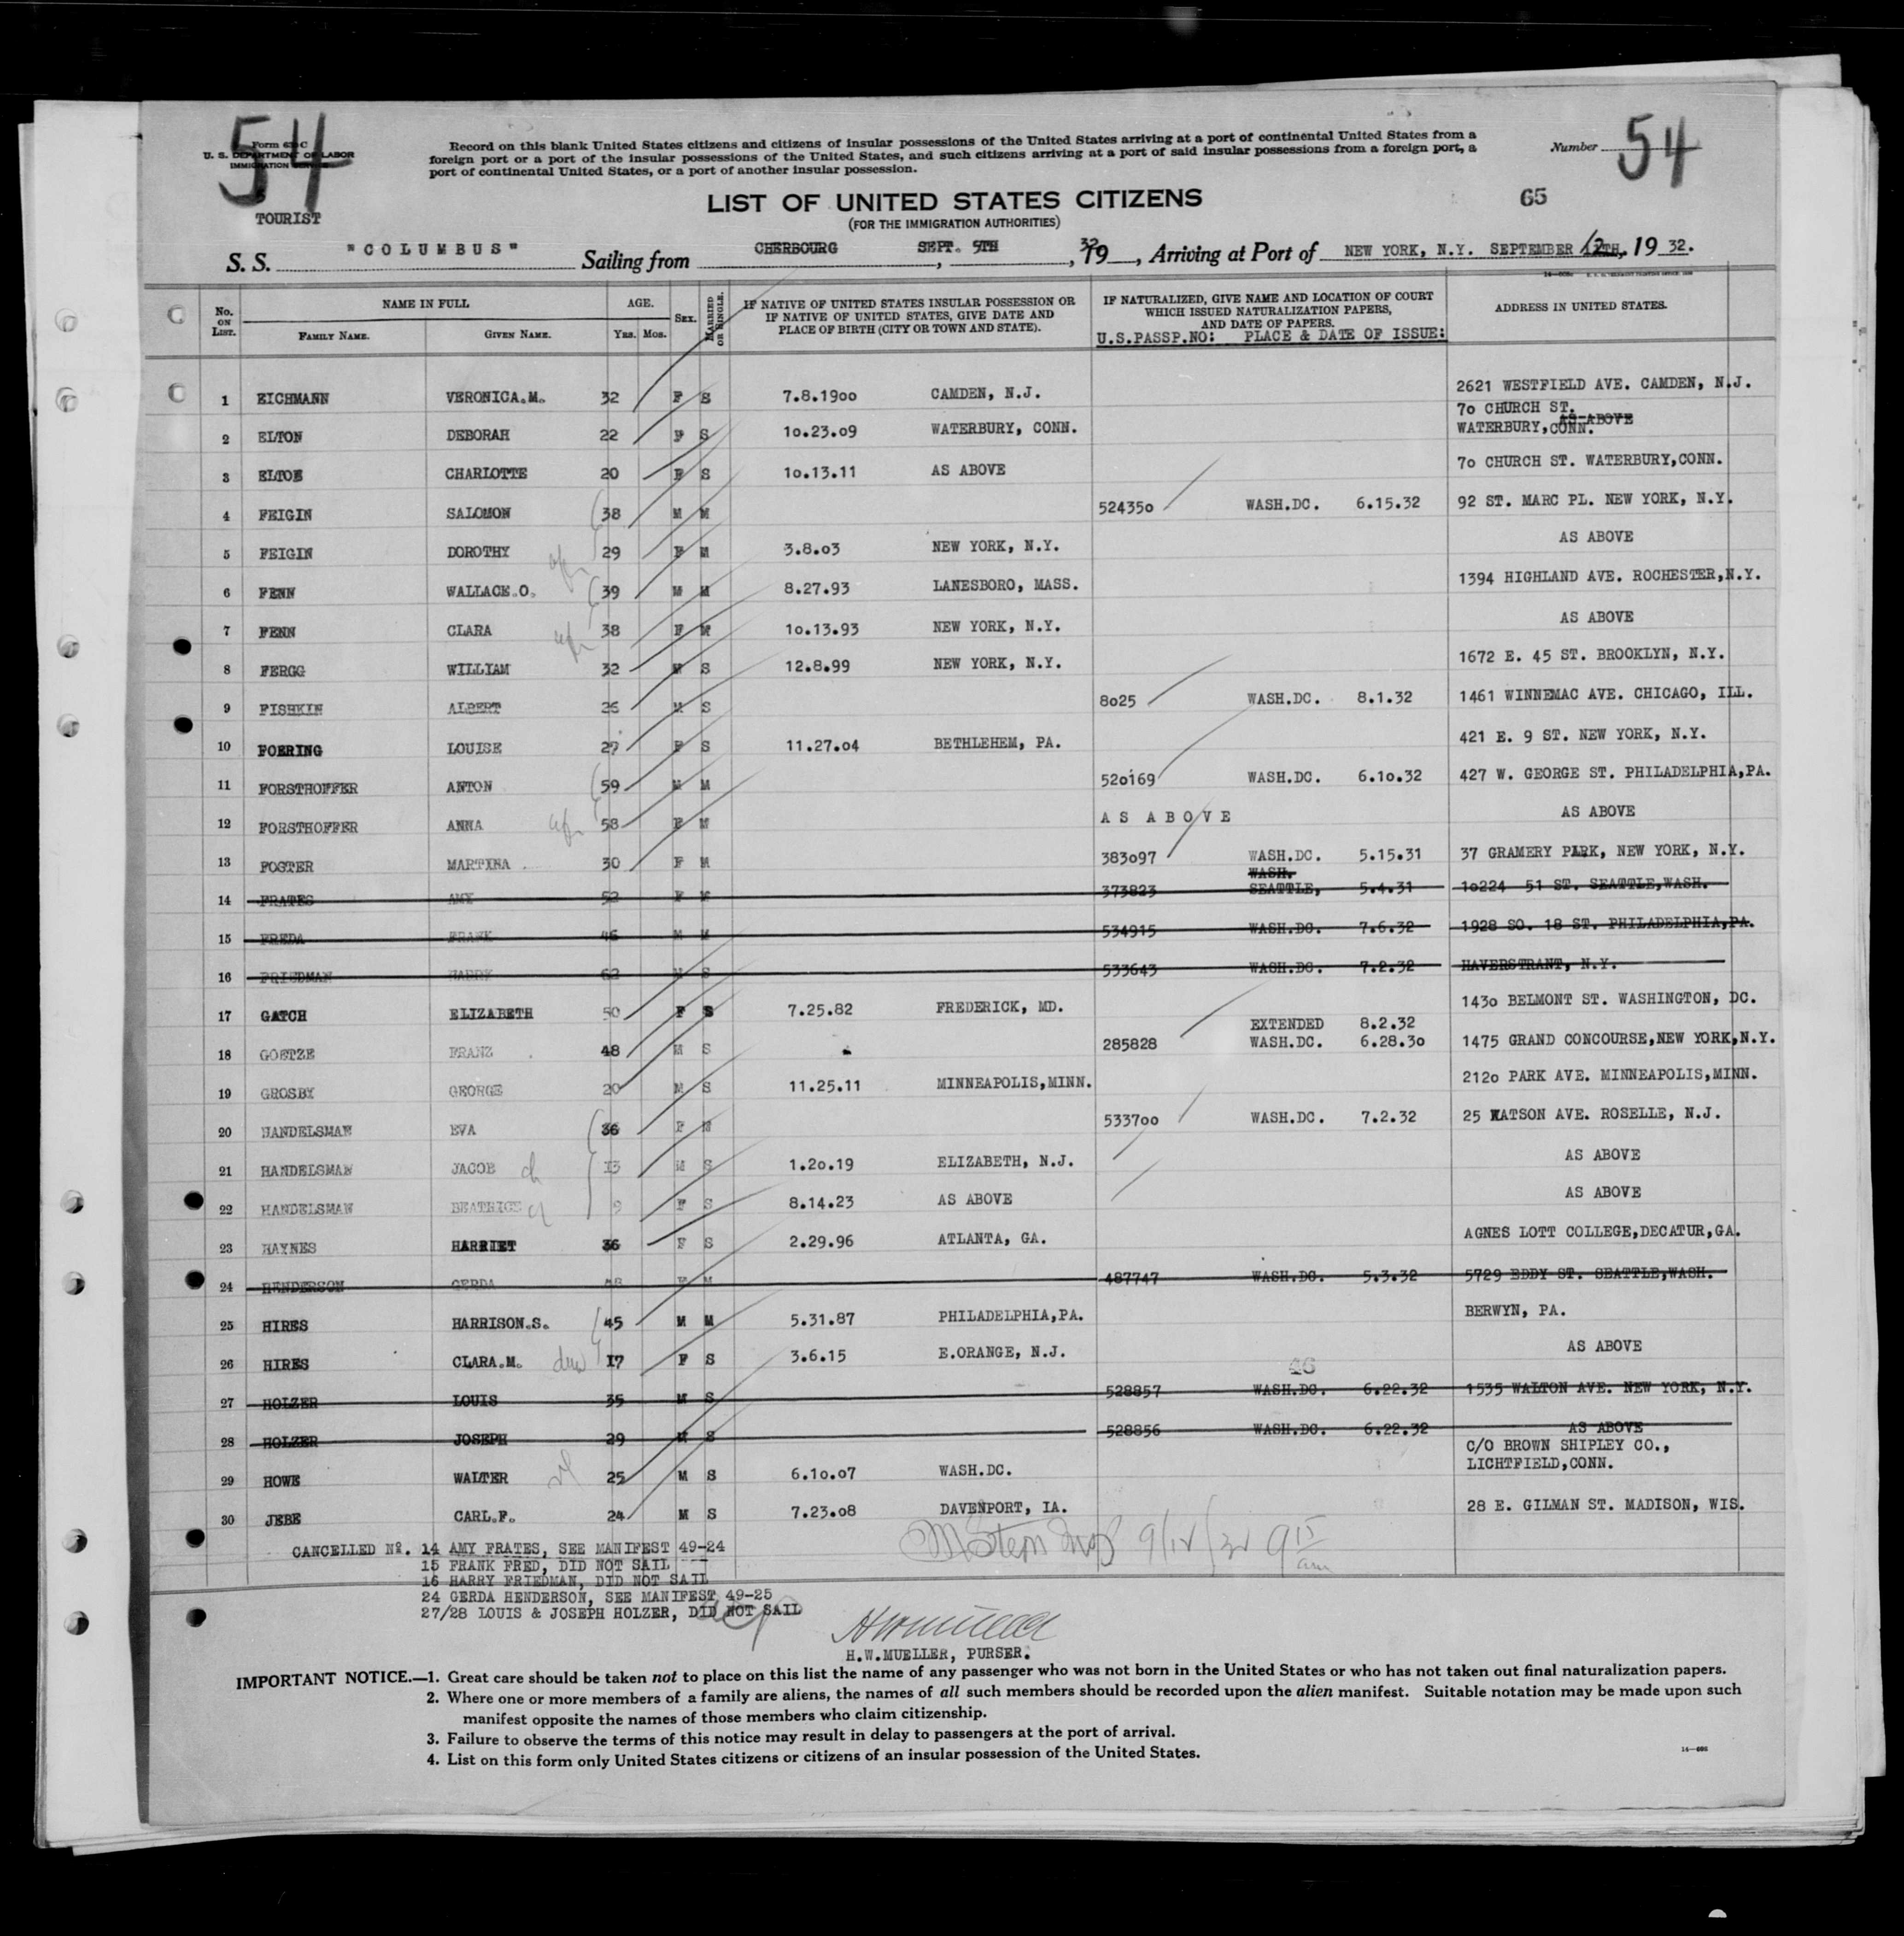 54
Form 630 C
U. S. DEPARTMENT OF LABOR
IMMIGRATION SERVICE
TOURIST
Record on this blank United States citizens and citizens of insular possessions of the United States arriving at a port of continental United States from a
foreign port or a port of the insular possessions of the United States, and such citizens arriving at a port of said insular possessions from a foreign port, a
port of continental United States, or a port of another insular possession.
Number 54
LIST OF UNITED STATES CITIZENS
65
(FOR THE IMMIGRATION AUTHORITIES)
S. S. "COLUMBUS" Sailing from CHERBOURG, SEPT. 5TH, 1932, Arriving at Port of NEW YORK, N.Y. SEPTEMBER 12TH, 1932.
No. ON LIST. NAME IN FULL AGE. SEX. MARRIED OR SINGLE. IF NATIVE OF UNITED STATES INSULAR POSSESSION OR IF NATIVE OF UNITED STATES, GIVE DATE AND PLACE OF BIRTH (CITY OR TOWN AND STATE). IF NATURALIZED, GIVE NAME AND LOCATION OF COURT WHICH ISSUED NATURALIZATION PAPERS, AND DATE OF PAPERS. ADDRESS IN UNITED STATES.
FAMILY NAME. GIVEN NAME. YRS. MOS. U.S.PASSP.NO: PLACE & DATE OF ISSUE:
1 EICHMANN VERONICA.M. 32 F S 7.8.1900 CAMDEN, N.J. 2621 WESTFIELD AVE. CAMDEN, N.J.
2 ELTON DEBORAH 22 F S 10.23.09 WATERBURY, CONN. 70 CHURCH ST. AS ABOVE WATERBURY,CONN.
3 ELTON CHARLOTTE 20 F S 10.13.11 AS ABOVE 70 CHURCH ST. WATERBURY,CONN.
4 FEIGIN SALOMON 38 M M 524350 WASH.DC. 6.15.32 92 ST. MARC PL. NEW YORK, N.Y.
5 FEIGIN DOROTHY 29 F M 3.8.03 NEW YORK, N.Y. AS ABOVE
6 FENN WALLACE.O. 39 M M 8.27.93 LANESBORO, MASS. 1394 HIGHLAND AVE. ROCHESTER,N.Y.
7 FENN CLARA 38 F M 10.13.93 NEW YORK, N.Y. AS ABOVE
8 FERGG WILLIAM 32 M S 12.8.99 NEW YORK, N.Y. 1672 E. 45 ST. BROOKLYN, N.Y.
9 FISHKIN ALBERT 26 M S 8025 WASH.DC. 8.1.32 1461 WINNEMAC AVE. CHICAGO, ILL.
10 FOERING LOUISE 27 F S 11.27.04 BETHLEHEM, PA. 421 E. 9 ST. NEW YORK, N.Y.
11 FORSTHOFFER ANTON 59 M M 520169 WASH.DC. 6.10.32 427 W. GEORGE ST. PHILADELPHIA,PA.
12 FORSTHOFFER ANNA 58 F M AS ABOVE AS ABOVE
13 FOSTER MARTINA 30 F M 383097 WASH.DC. 5.15.31 37 GRAMERY PARK, NEW YORK, N.Y.
14 FRATES AMY 52 F M 373823 WASH. SEATTLE, 5.4.31 10224 51 ST. SEATTLE,WASH.
15 FREDA FRANK 46 M M 534915 WASH.DC. 7.6.32 1928 SO. 18 ST. PHILADELPHIA,PA.
16 FRIEDMAN HARRY 62 M S 533643 WASH.DC. 7.2.32 HAVERSTRANT, N.Y.
17 GATCH ELIZABETH 50 F S 7.25.82 FREDERICK, MD. 1430 BELMONT ST. WASHINGTON, DC.
18 GOETZE FRANZ 48 M S 285828 EXTENDED 8.2.32 WASH.DC. 6.28.30 1475 GRAND CONCOURSE,NEW YORK,N.Y.
19 GROSBY GEORGE 20 M S 11.25.11 MINNEAPOLIS,MINN. 2120 PARK AVE. MINNEAPOLIS,MINN.
20 HANDELSMAN EVA 36 F M 533700 WASH.DC. 7.2.32 25 WATSON AVE. ROSELLE, N.J.
21 HANDELSMAN JACOB ch 13 M S 1.20.19 ELIZABETH, N.J. AS ABOVE
22 HANDELSMAN BEATRICE ch 9 F S 8.14.23 AS ABOVE AS ABOVE
23 HAYNES HARRIET 36 F S 2.29.96 ATLANTA, GA. AGNES LOTT COLLEGE,DECATUR,GA.
24 HENDERSON GERDA 48 F M 487747 WASH.DC. 5.3.32 5729 EDDY ST. SEATTLE,WASH.
25 HIRES HARRISON.S. 45 M M 5.31.87 PHILADELPHIA,PA. BERWYN, PA.
26 HIRES CLARA.M. dau 17 F S 3.6.15 E.ORANGE, N.J. AS ABOVE
46
27 HOLZER LOUIS 35 M S 528857 WASH.DC. 6.22.32 1535 WALTON AVE. NEW YORK, N.Y.
28 HOLZER JOSEPH 29 M S 528856 WASH.DC. 6.22.32 AS ABOVE
29 HOWE WALTER 25 M S 6.10.07 WASH.DC. C/O BROWN SHIPLEY CO., LICHTFIELD,CONN.
30 JEBE CARL.F. 24 M S 7.23.08 DAVENPORT, IA. 28 E. GILMAN ST. MADISON, WIS.
CANCELLED No. 14 AMY FRATES, SEE MANIFEST 49-24
15 FRANK FRED, DID NOT SAIL
16 HARRY FRIEDMAN, DID NOT SAIL
24 GERDA HENDERSON, SEE MANIFEST 49-25
27/28 LOUIS & JOSEPH HOLZER, DID NOT SAIL
9/12/32 9 15 am
H.W.MUELLER, PURSER.
IMPORTANT NOTICE.—1. Great care should be taken not to place on this list the name of any passenger who was not born in the United States or who has not taken out final naturalization papers.
2. Where one or more members of a family are aliens, the names of all such members should be recorded upon the alien manifest. Suitable notation may be made upon such
manifest opposite the names of those members who claim citizenship.
3. Failure to observe the terms of this notice may result in delay to passengers at the port of arrival.
4. List on this form only United States citizens or citizens of an insular possession of the United States.